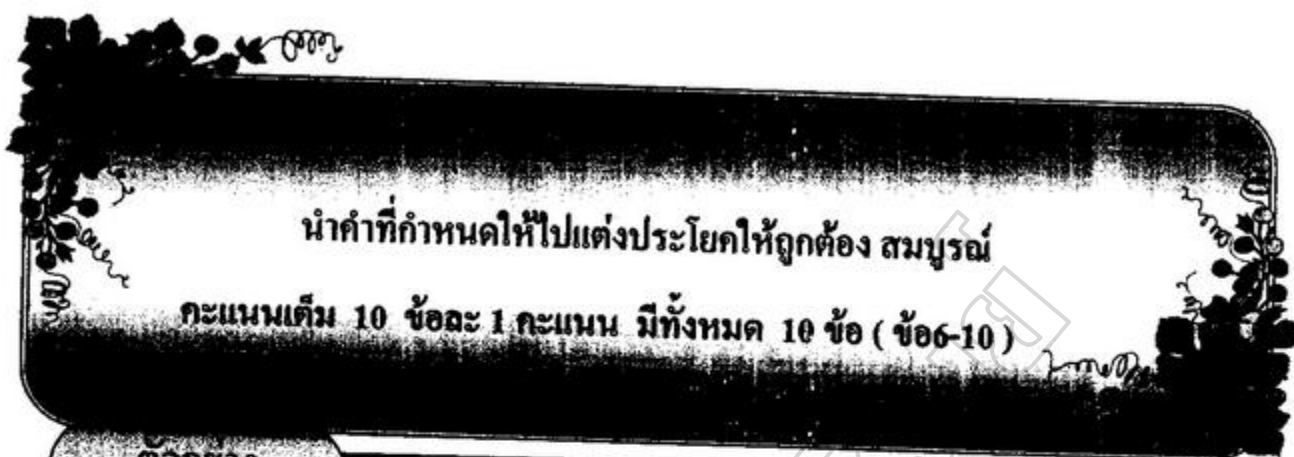 นำคำที่กำหนดให้ไปแต่งประโยคให้ถูกต้อง สมบูรณ์
คะแนนเต็ม 10 ข้อละ 1 คะแนน มีทั้งหมด 10 ข้อ ( ข้อ6-10 )